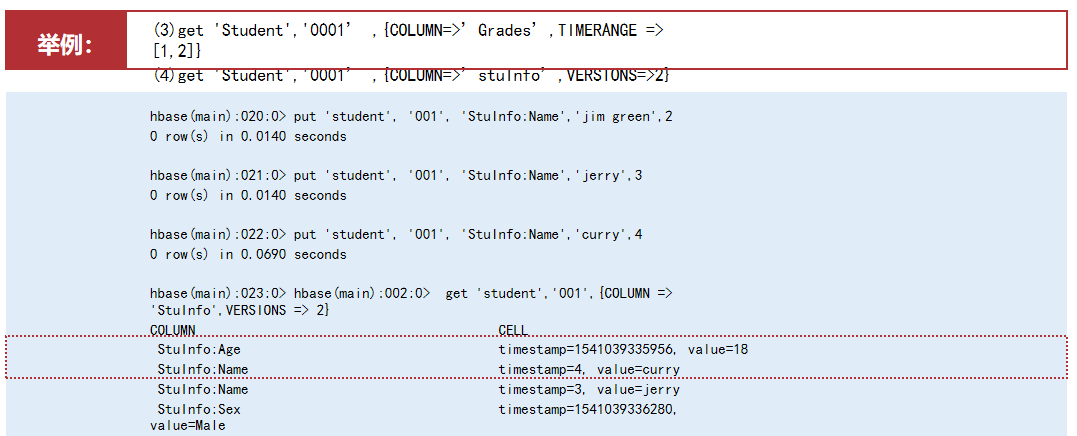 举例：
(3)get 'Student','0001’ ,{COLUMN=>’Grades’,TIMERANGE =>
[1,2]}
(4)get 'Student','0001’ ,{COLUMN=>’stuInfo’,VERSIONS=>2}
hbase(main):020:0> put 'student', '001', 'StuInfo:Name','jim green',2
0 row(s) in 0.0140 seconds
hbase(main):021:0> put 'student', '001', 'StuInfo:Name','jerry',3
0 row(s) in 0.0140 seconds
hbase(main):022:0> put 'student', '001', 'StuInfo:Name','curry',4
0 row(s) in 0.0690 seconds
hbase(main):023:0> hbase(main):002:0>  get 'student','001',{COLUMN =>
'StuInfo',VERSIONS => 2}
COLUMN CELL
StuInfo:Age timestamp=1541039335956, value=18
StuInfo:Name timestamp=4, value=curry
StuInfo:Name timestamp=3, value=jerry
StuInfo:Sex timestamp=1541039336280,
value=Male